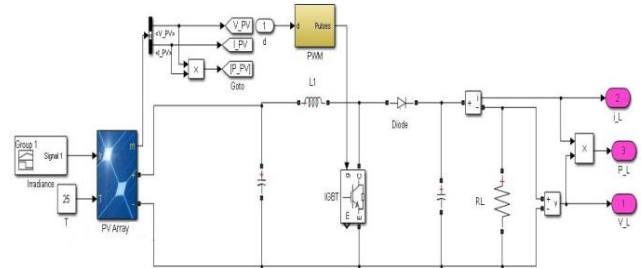 <V_PV>
<I_PV>
V_PV
I_PV
[P_PV]
Goto
1
d
d
Pulses
PWM
X
L1
Diode
+
-
i
2
i_L
X
3
P_L
1
V_L
+
-
v
RL
g
C
E
IGBT
Group 1
Signal 1
Irradiance
25
T
T
m
+
-
PV Array